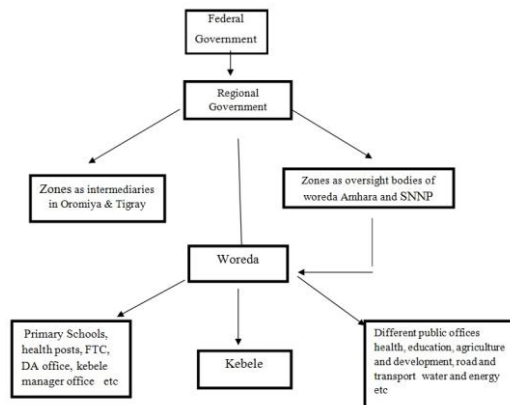 Federal
Government
Regional
Government
Zones as intermediaries
in Oromiya & Tigray
Zones as oversight bodies of
woreda Amhara and SNNP
Woreda
Primary Schools,
health posts, FTC,
DA office, kebele
manager office etc
Kebele
Different public offices
health, education, agriculture
and development, road and
transport water and energy
etc